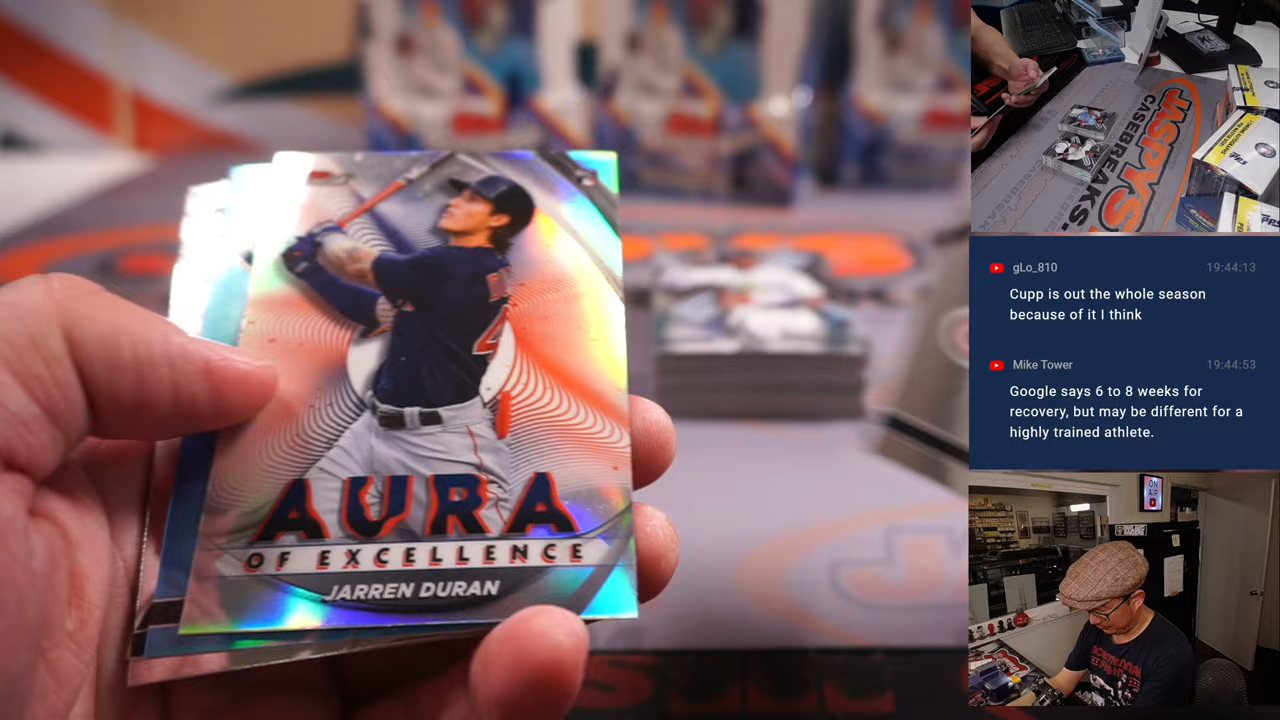 AURA
OF EXCELLENCE
JARREN DURAN
4
JASPYS
CASEBREAKS
gLo_810
19:44:13
Cupp is out the whole season
because of it I think
Mike Tower
19:44:53
Google says 6 to 8 weeks for
recovery, but may be different for a
highly trained athlete.
ON
AIR